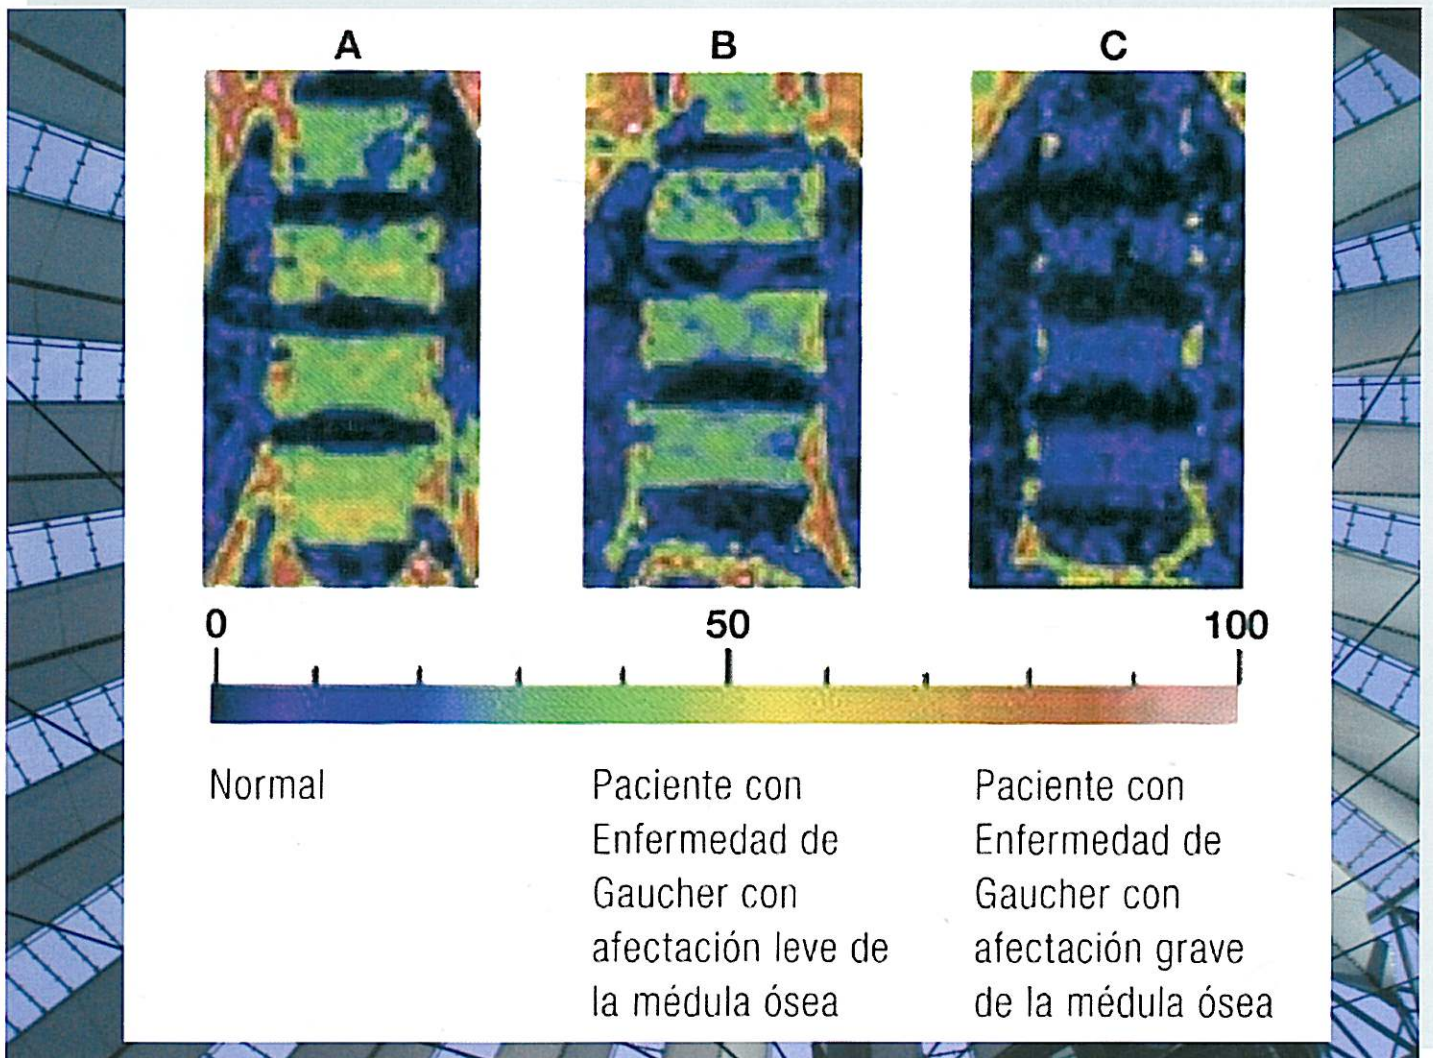 A B C
0 50 100
Normal
Paciente con
Enfermedad de
Gaucher con
afectación leve de
la médula ósea
Paciente con
Enfermedad de
Gaucher con
afectación grave
de la médula ósea